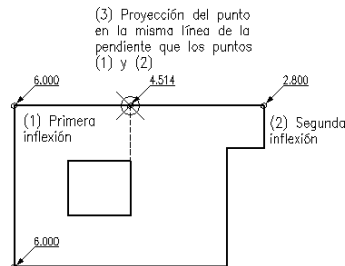 (3) Proyección del punto
en la misma línea de la
pendiente que los puntos
(1) y (2)
6.000
4.514
2.800
(1) Primera
inflexión
(2) Segunda
inflexión
6.000